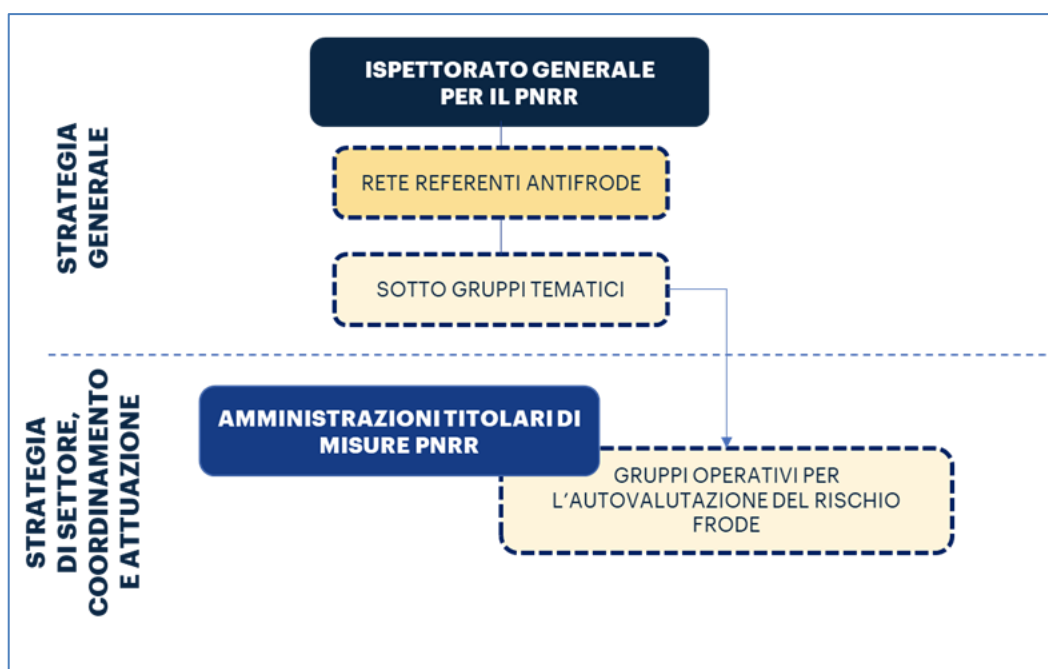 STRATEGIA
GENERALE
ISPETTORATO GENERALE
PER IL PNRR
RETE REFERENTI ANTIFRODE
SOTTO GRUPPI TEMATICI
STRATEGIA
DI SETTORE,
COORDINAMENTO
E ATTUAZIONE
AMMINISTRAZIONI TITOLARI DI
MISURE PNRR
GRUPPI OPERATIVI PER
L'AUTOVALUTAZIONE DEL RISCHIO
FRODE